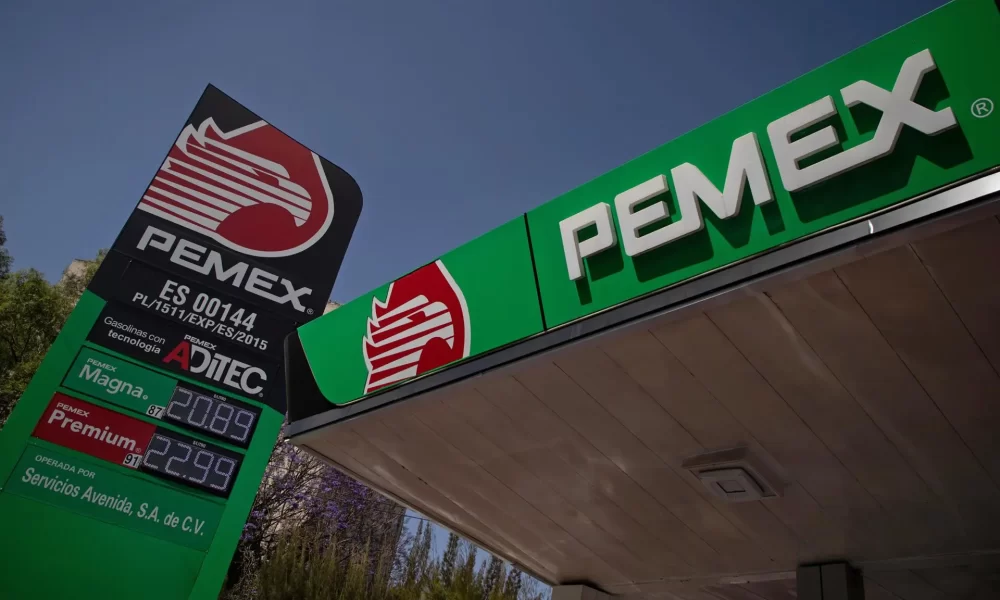 PEMEX®
ES 00144
PL/1511/EXP/ES/2015
Gasolinas con
tecnología
PEMEX
ADITEC®
PEMEX
Magna®
87
20.89
PEMEX
Premium®
91
22.99
OPERADA POR
Servicios Avenida, S.A. de C.V.
PEMEX®